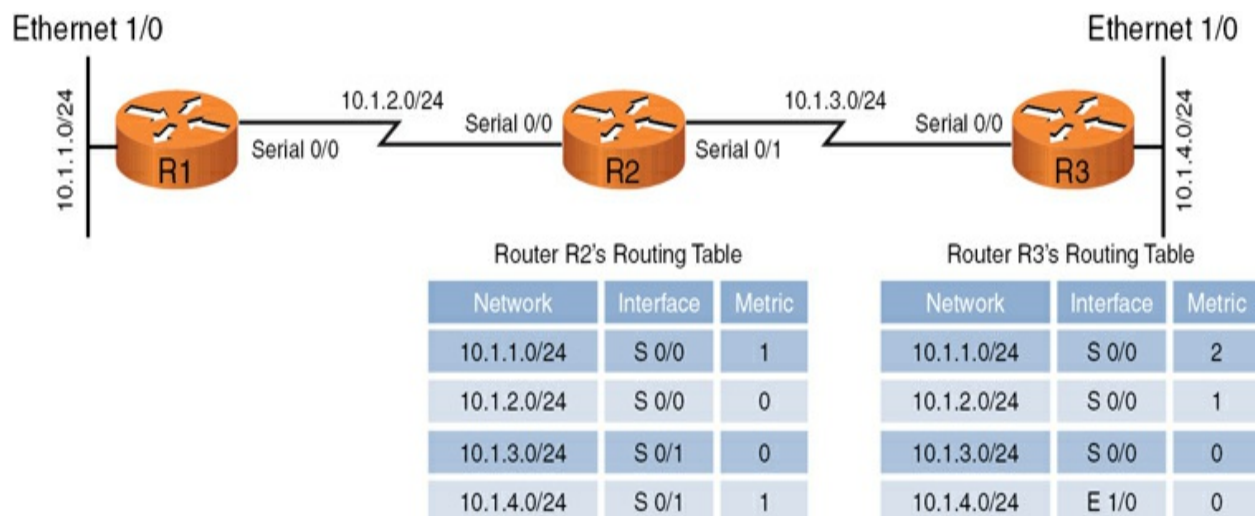 Ethernet 1/0
Ethernet 1/0
10.1.1.0/24
10.1.2.0/24
Serial 0/0
10.1.3.0/24
Serial 0/0
10.1.4.0/24
Serial 0/0
Serial 0/1
R1
R2
R3
Router R2's Routing Table
Network Interface Metric
10.1.1.0/24 S 0/0 1
10.1.2.0/24 S 0/0 0
10.1.3.0/24 S 0/1 0
10.1.4.0/24 S 0/1 1
Router R3's Routing Table
Network Interface Metric
10.1.1.0/24 S 0/0 2
10.1.2.0/24 S 0/0 1
10.1.3.0/24 S 0/0 0
10.1.4.0/24 E 1/0 0